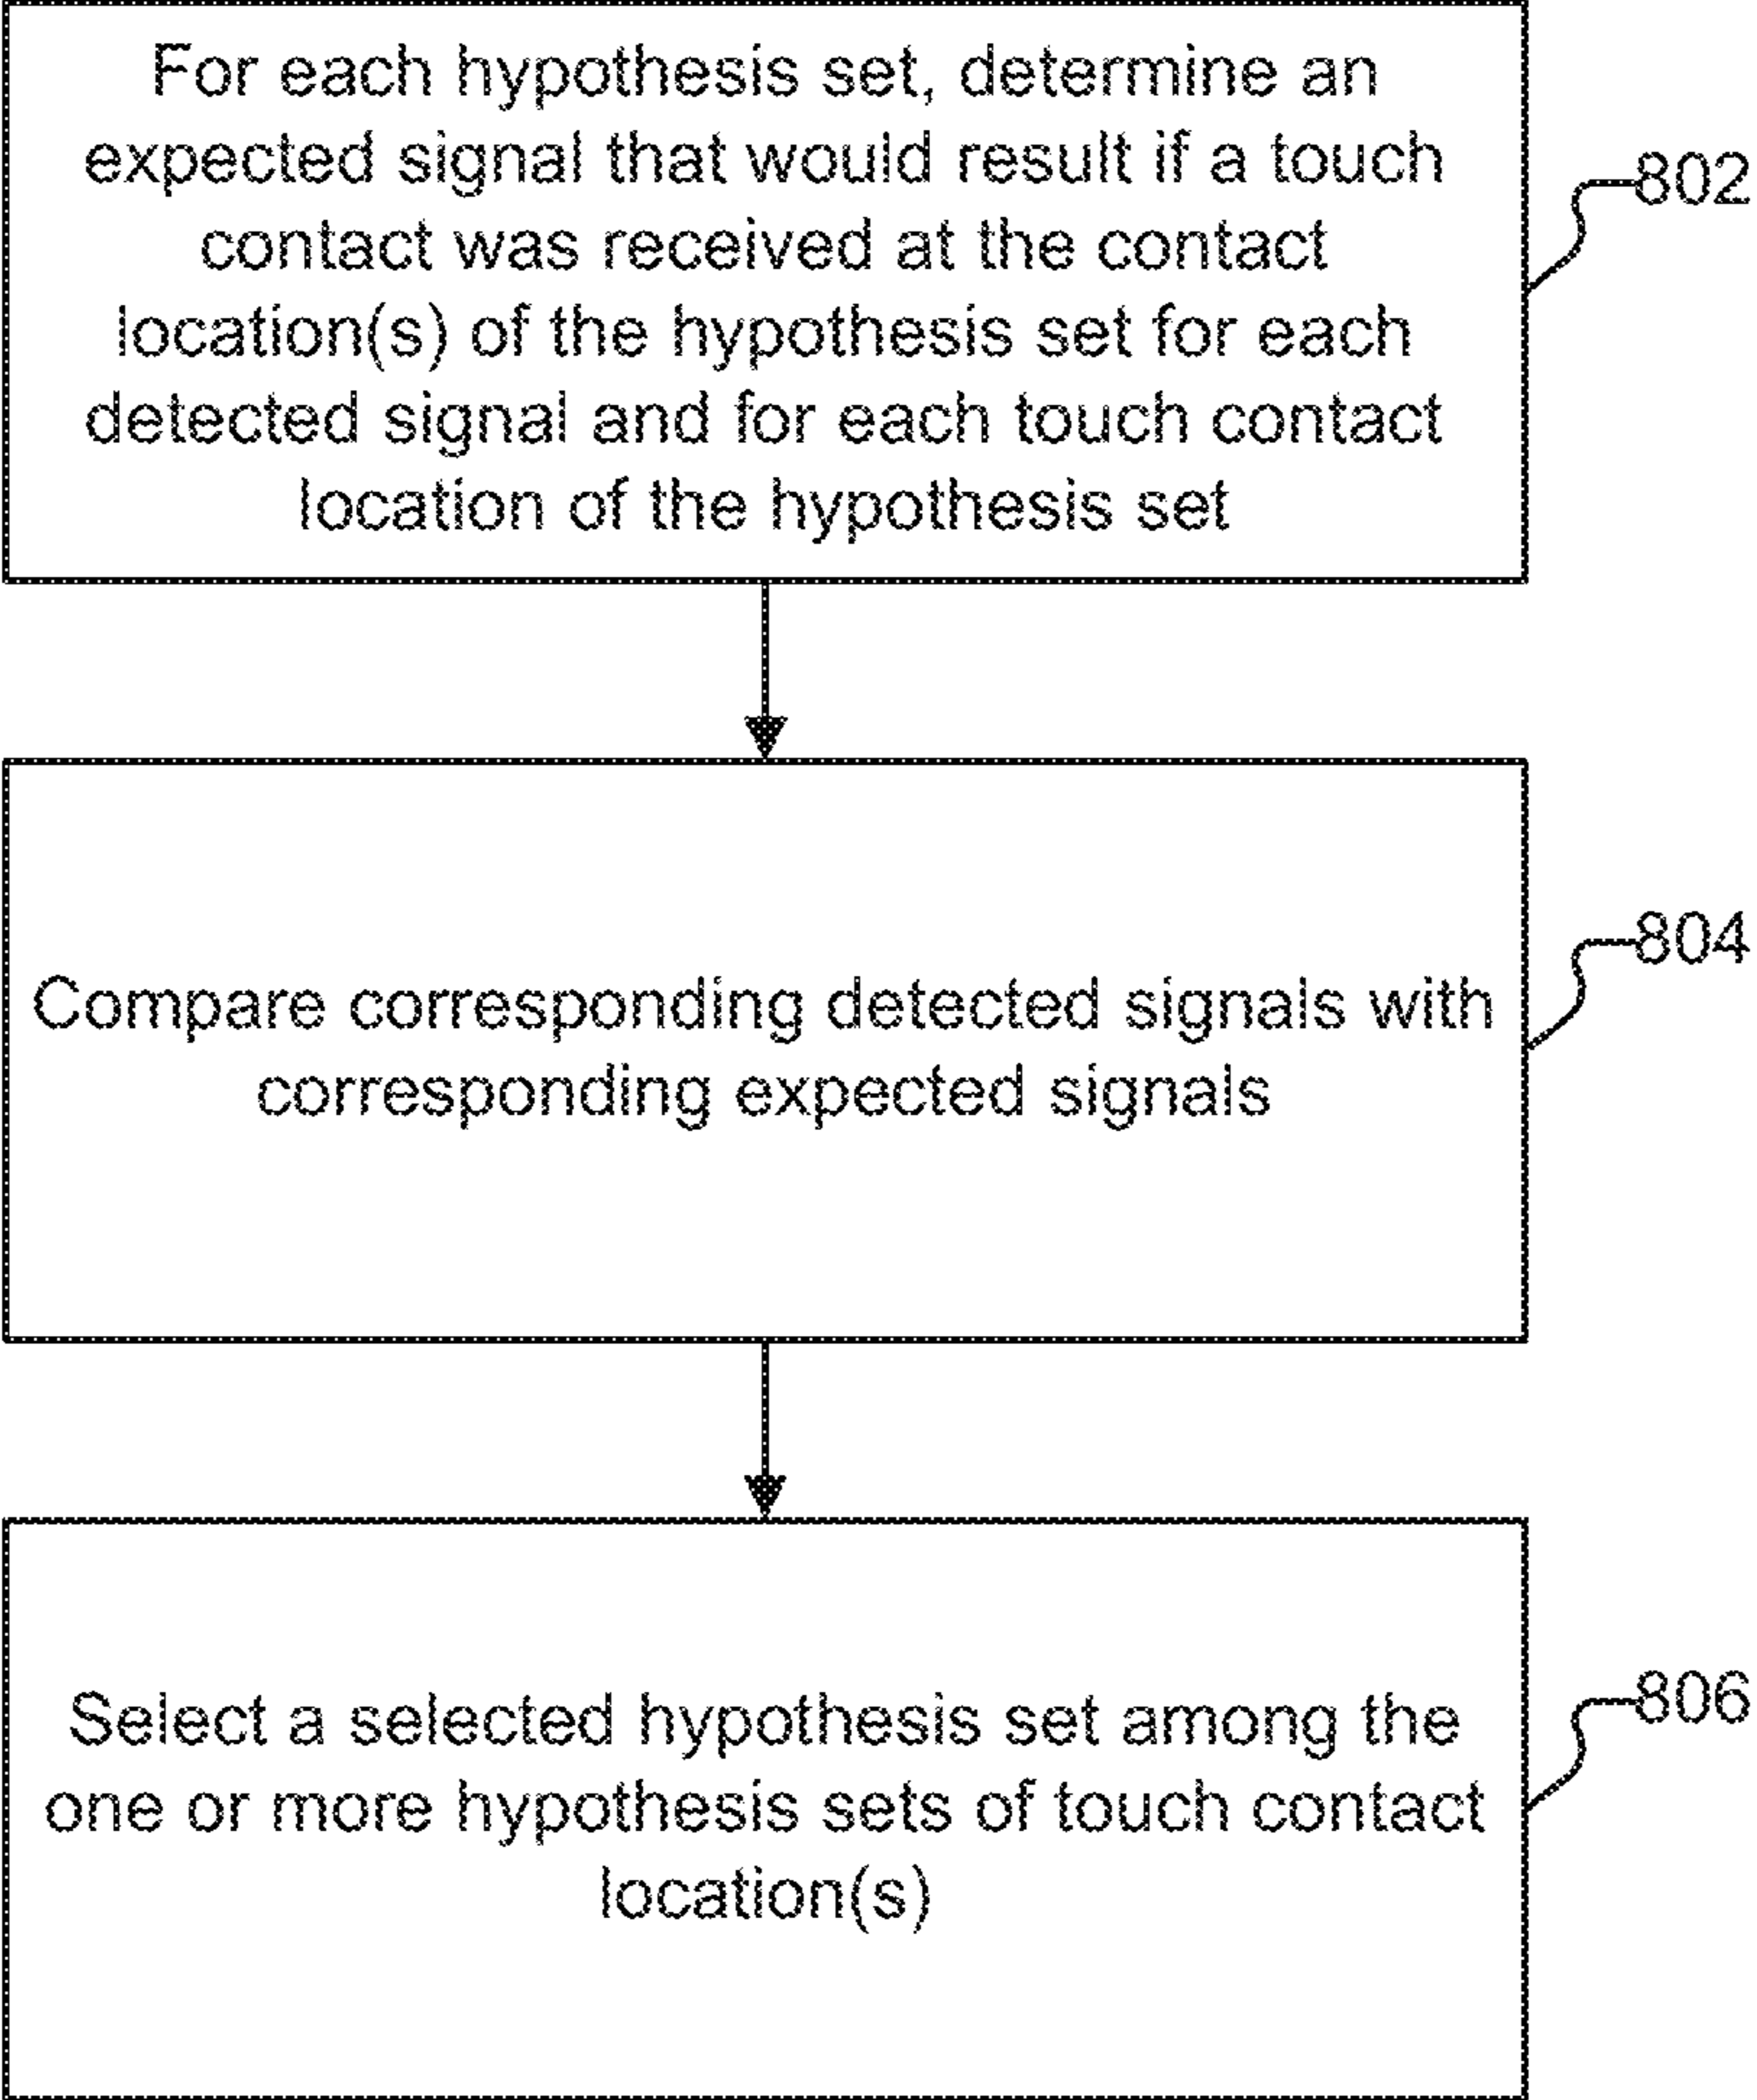 For each hypothesis set, determine an
expected signal that would result if a touch
contact was received at the contact
location(s) of the hypothesis set for each
detected signal and for each touch contact
location of the hypothesis set
802
Compare corresponding detected signals with
corresponding expected signals
804
Select a selected hypothesis set among the
one or more hypothesis sets of touch contact
location(s)
806